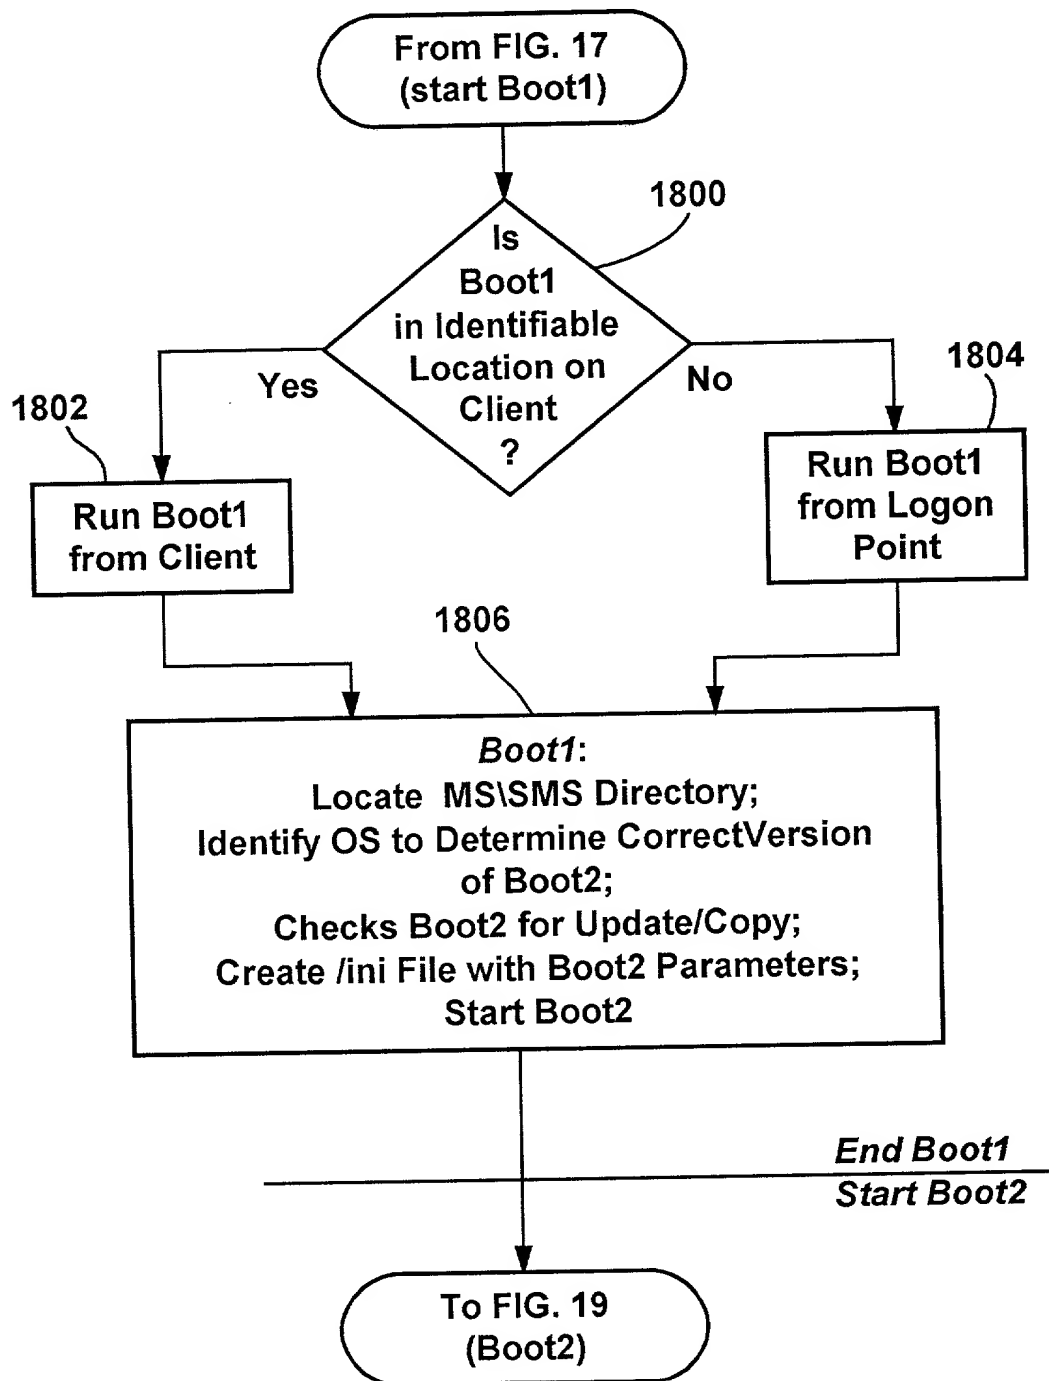 From FIG. 17
(start Boot1)
1800
Is
Boot1
in Identifiable
Location on
Client
?
Yes
No
1802
1804
Run Boot1
from Client
Run Boot1
from Logon
Point
1806
Boot1:
Locate MS\SMS Directory;
Identify OS to Determine CorrectVersion
of Boot2;
Checks Boot2 for Update/Copy;
Create /ini File with Boot2 Parameters;
Start Boot2
End Boot1
Start Boot2
To FIG. 19
(Boot2)